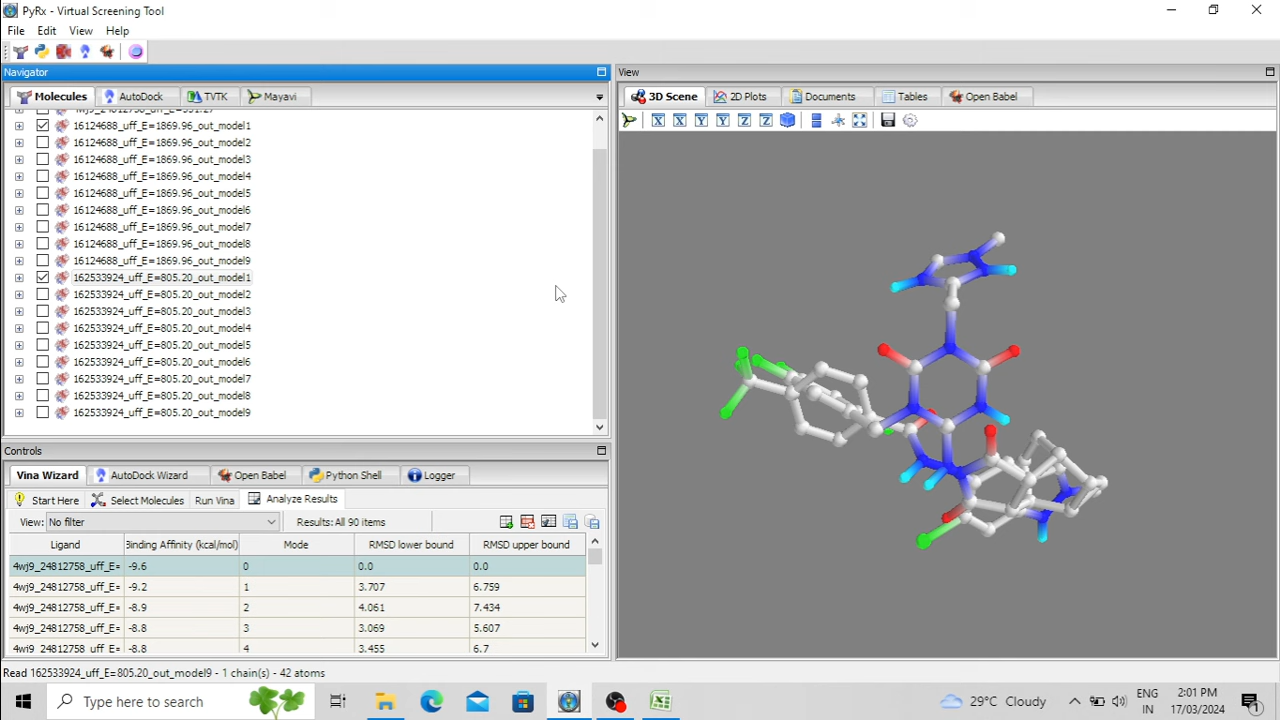 PyRx - Virtual Screening Tool
File Edit View Help
Navigator
Molecules AutoDock TVTK Mayavi
16124688_uff_E=1869.96_out_model1
16124688_uff_E=1869.96_out_model2
16124688_uff_E=1869.96_out_model3
16124688_uff_E=1869.96_out_model4
16124688_uff_E=1869.96_out_model5
16124688_uff_E=1869.96_out_model6
16124688_uff_E=1869.96_out_model7
16124688_uff_E=1869.96_out_model8
16124688_uff_E=1869.96_out_model9
162533924_uff_E=805.20_out_model1
162533924_uff_E=805.20_out_model2
162533924_uff_E=805.20_out_model3
162533924_uff_E=805.20_out_model4
162533924_uff_E=805.20_out_model5
162533924_uff_E=805.20_out_model6
162533924_uff_E=805.20_out_model7
162533924_uff_E=805.20_out_model8
162533924_uff_E=805.20_out_model9
View
3D Scene 2D Plots Documents Tables Open Babel
X X Y Y Z Z
Controls
Vina Wizard AutoDock Wizard Open Babel Python Shell Logger
Start Here Select Molecules Run Vina Analyze Results
View: No filter Results: All 90 items
Ligand Binding Affinity (kcal/mol) Mode RMSD lower bound RMSD upper bound
4wj9_24812758_uff_E= -9.6 0 0.0 0.0
4wj9_24812758_uff_E= -9.2 1 3.707 6.759
4wj9_24812758_uff_E= -8.9 2 4.061 7.434
4wj9_24812758_uff_E= -8.8 3 3.069 5.607
4wj9_24812758_uff_E= -8.8 4 3.455 6.7
Read 162533924_uff_E=805.20_out_model9 - 1 chain(s) - 42 atoms
Type here to search
29°C Cloudy
ENG
IN
2:01 PM
17/03/2024
1